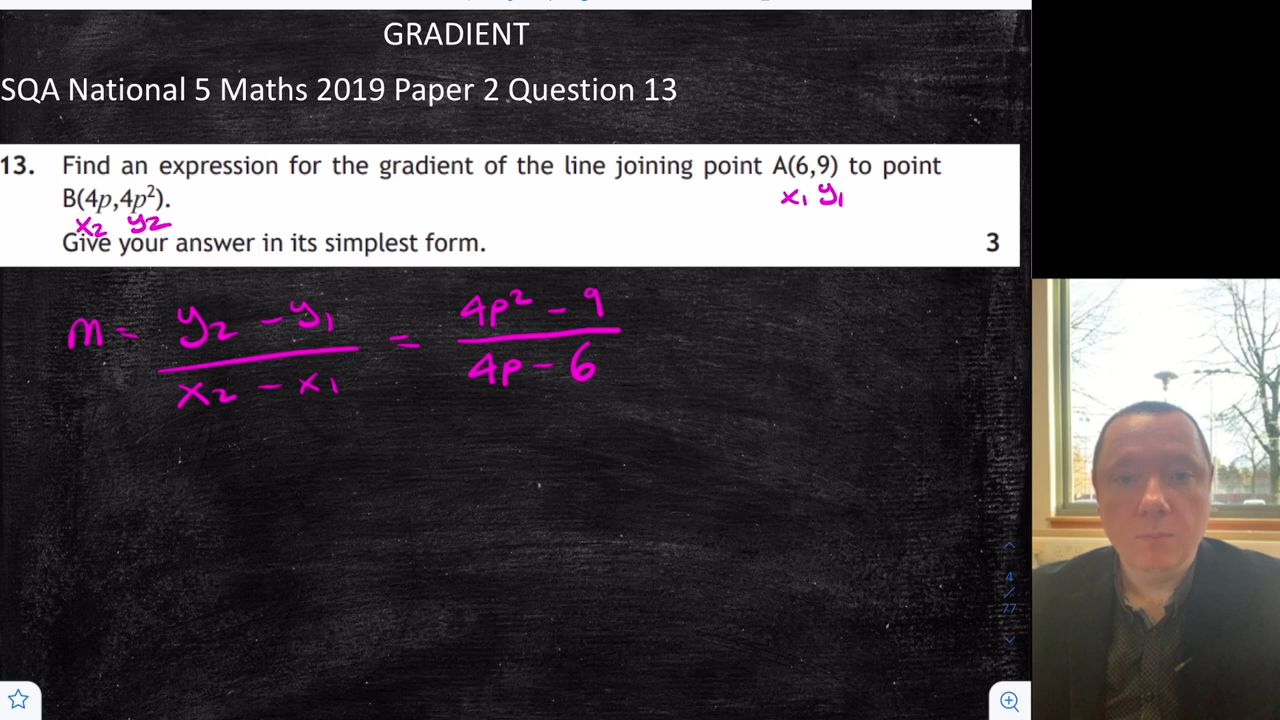 GRADIENT
SQA National 5 Maths 2019 Paper 2 Question 13
13. Find an expression for the gradient of the line joining point A(6,9) to point
x₁ y₁
B(4p,4p²).
x₂ y₂
Give your answer in its simplest form. 3
m = y₂ - y₁ / x₂ - x₁ = 4p² - 9 / 4p - 6
4
/
77